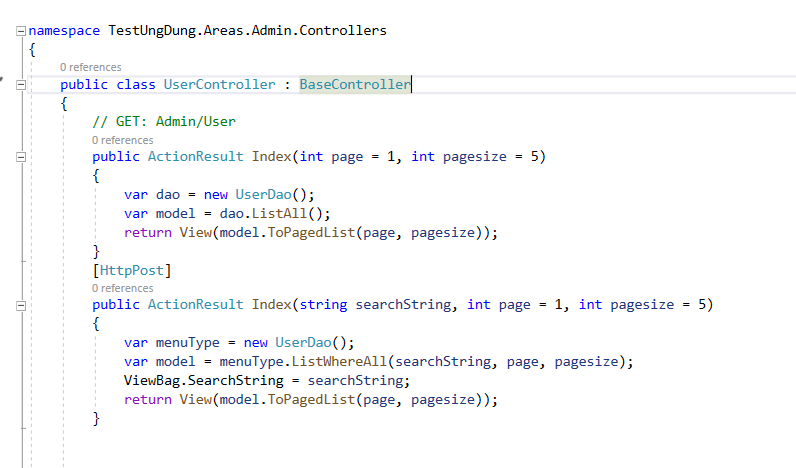 namespace TestUngDung.Areas.Admin.Controllers
{
0 references
public class UserController : BaseController
{
// GET: Admin/User
0 references
public ActionResult Index(int page = 1, int pagesize = 5)
{
var dao = new UserDao();
var model = dao.ListAll();
return View(model.ToPagedList(page, pagesize));
}
[HttpPost]
0 references
public ActionResult Index(string searchString, int page = 1, int pagesize = 5)
{
var menuType = new UserDao();
var model = menuType.ListWhereAll(searchString, page, pagesize);
ViewBag.SearchString = searchString;
return View(model.ToPagedList(page, pagesize));
}